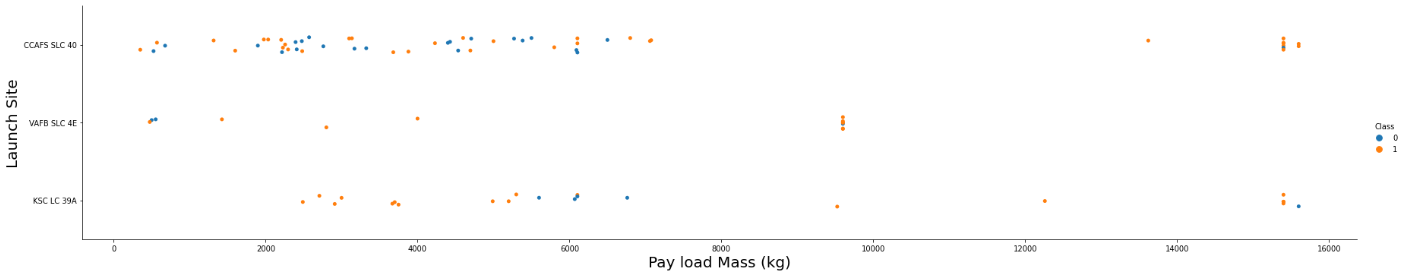 CCAFS SLC 40
VAFB SLC 4E
KSC LC 39A
Launch Site
0 2000 4000 6000 8000 10000 12000 14000 16000
Pay load Mass (kg)
Class
0
1